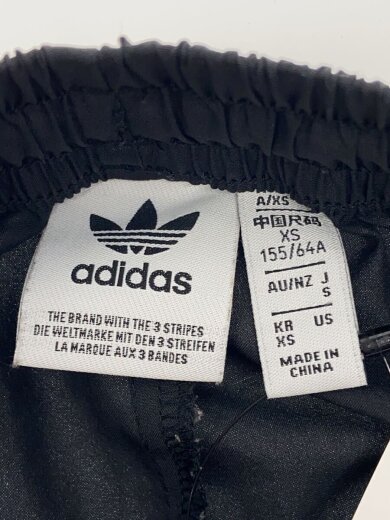 adidas
THE BRAND WITH THE 3 STRIPES
DIE WELTMARKE MIT DEN 3 STREIFEN
LA MARQUE AUX 3 BANDES
A/XS
中国尺码
XS
155/64A
AU/NZ J
S
KR US
XS
MADE IN
CHINA